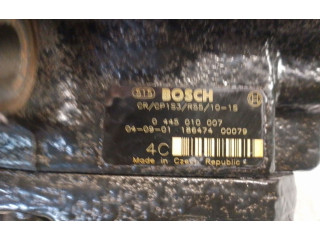 515 BOSCH
CR/CP1S3/R55/10-1S
0 445 010 007
04-09-01 186474 00079
4C
Made in Czech Republic